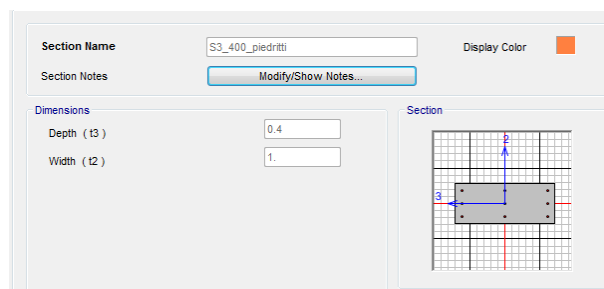 Section Name S3_400_piedritti Display Color
Section Notes Modify/Show Notes...
Dimensions
Depth ( t3 ) 0.4
Width ( t2 ) 1.
Section
2
3